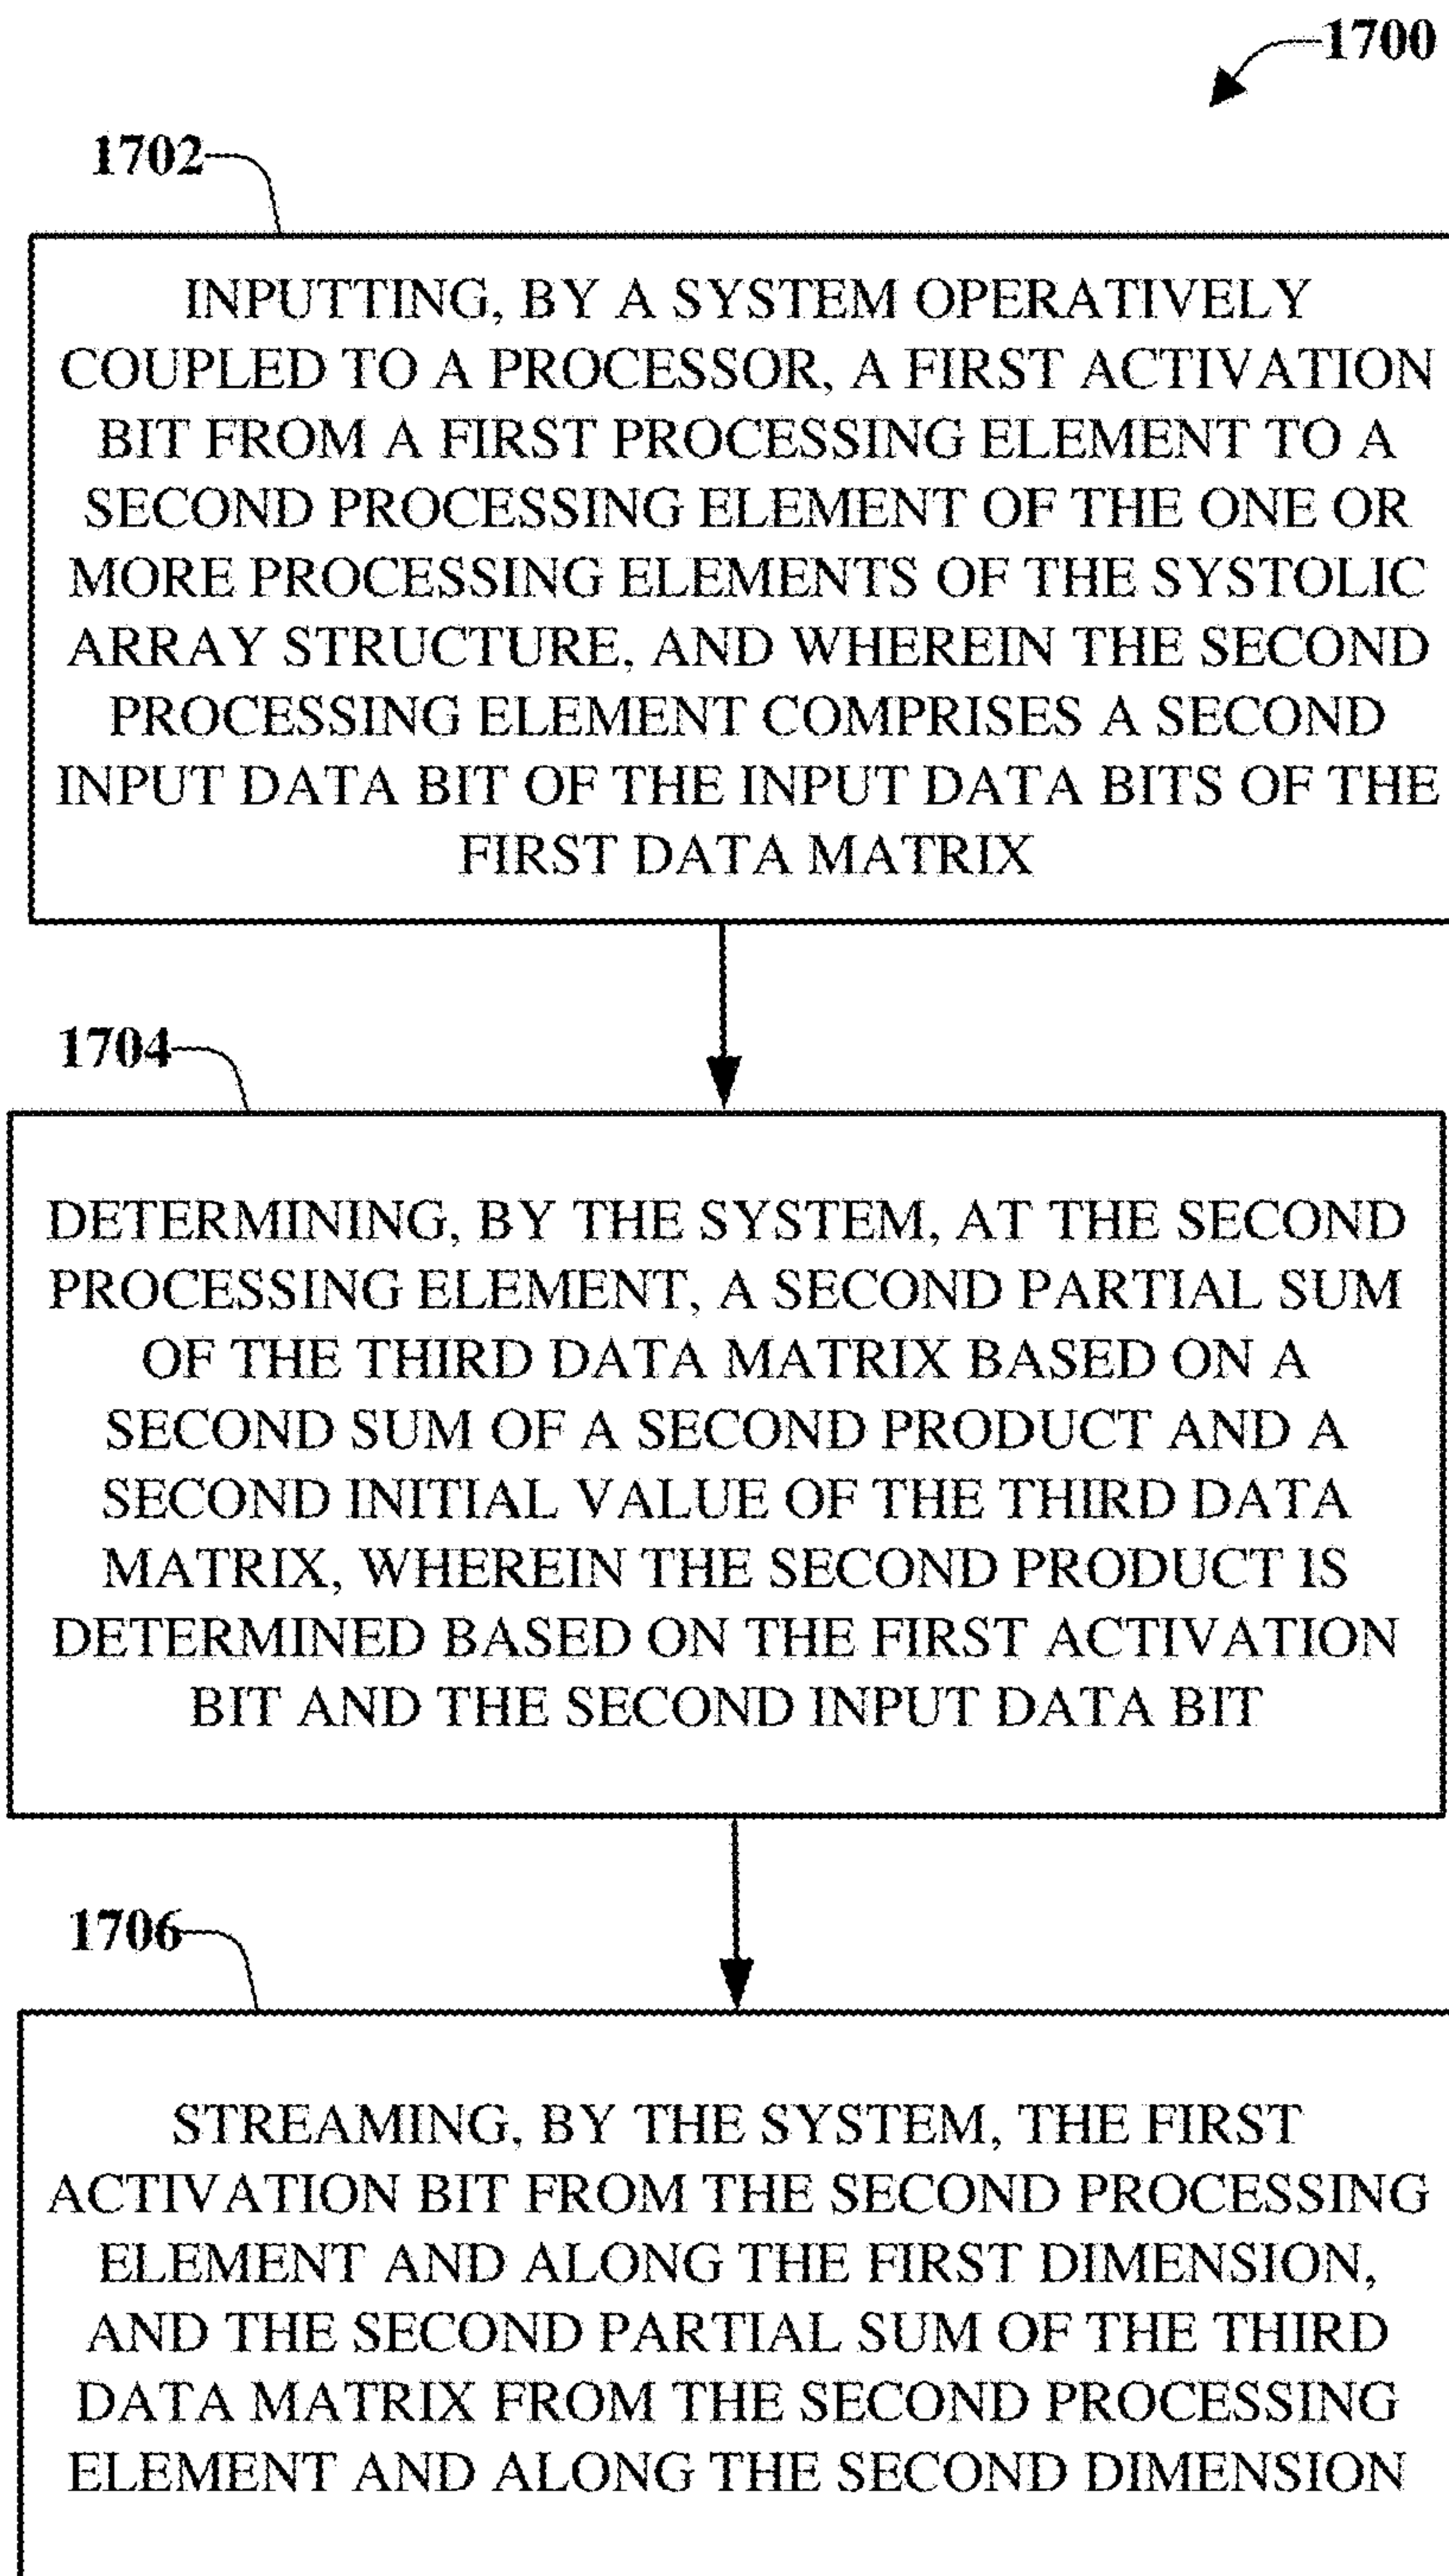 1700
1702
INPUTTING, BY A SYSTEM OPERATIVELY
COUPLED TO A PROCESSOR, A FIRST ACTIVATION
BIT FROM A FIRST PROCESSING ELEMENT TO A
SECOND PROCESSING ELEMENT OF THE ONE OR
MORE PROCESSING ELEMENTS OF THE SYSTOLIC
ARRAY STRUCTURE, AND WHEREIN THE SECOND
PROCESSING ELEMENT COMPRISES A SECOND
INPUT DATA BIT OF THE INPUT DATA BITS OF THE
FIRST DATA MATRIX
1704
DETERMINING, BY THE SYSTEM, AT THE SECOND
PROCESSING ELEMENT, A SECOND PARTIAL SUM
OF THE THIRD DATA MATRIX BASED ON A
SECOND SUM OF A SECOND PRODUCT AND A
SECOND INITIAL VALUE OF THE THIRD DATA
MATRIX, WHEREIN THE SECOND PRODUCT IS
DETERMINED BASED ON THE FIRST ACTIVATION
BIT AND THE SECOND INPUT DATA BIT
1706
STREAMING, BY THE SYSTEM, THE FIRST
ACTIVATION BIT FROM THE SECOND PROCESSING
ELEMENT AND ALONG THE FIRST DIMENSION,
AND THE SECOND PARTIAL SUM OF THE THIRD
DATA MATRIX FROM THE SECOND PROCESSING
ELEMENT AND ALONG THE SECOND DIMENSION